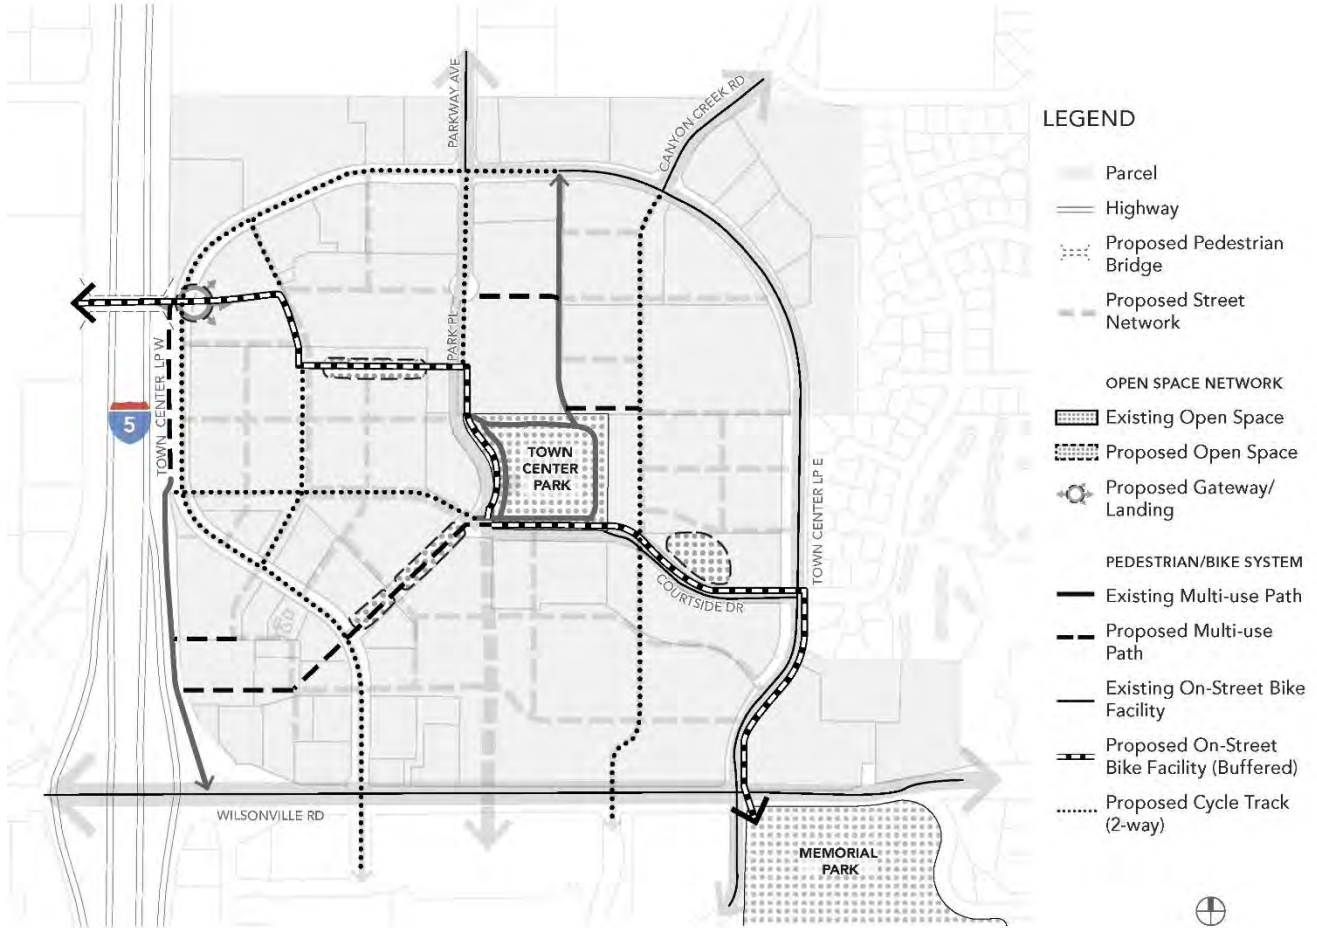 PARKWAY AVE
CANYON CREEK RD
PARK PL
TOWN CENTER LP W
5
TOWN
CENTER
PARK
TOWN CENTER LP E
COURTSIDE DR
WILSONVILLE RD
MEMORIAL
PARK
LEGEND
Parcel
Highway
Proposed Pedestrian
Bridge
Proposed Street
Network
OPEN SPACE NETWORK
Existing Open Space
Proposed Open Space
Proposed Gateway/
Landing
PEDESTRIAN/BIKE SYSTEM
Existing Multi-use Path
Proposed Multi-use
Path
Existing On-Street Bike
Facility
Proposed On-Street
Bike Facility (Buffered)
Proposed Cycle Track
(2-way)